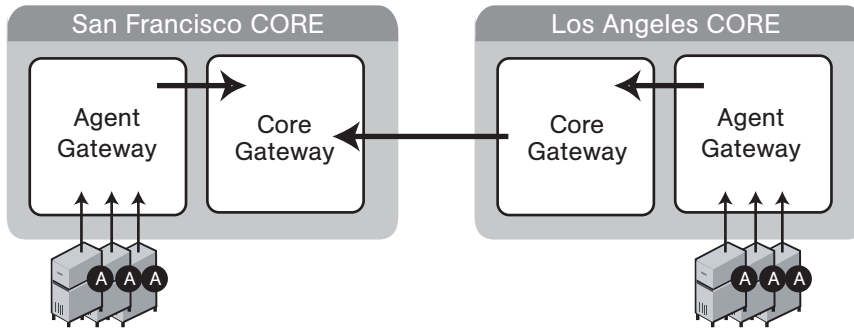 San Francisco CORE
Agent
Gateway
Core
Gateway
A
A
A
Los Angeles CORE
Core
Gateway
Agent
Gateway
A
A
A